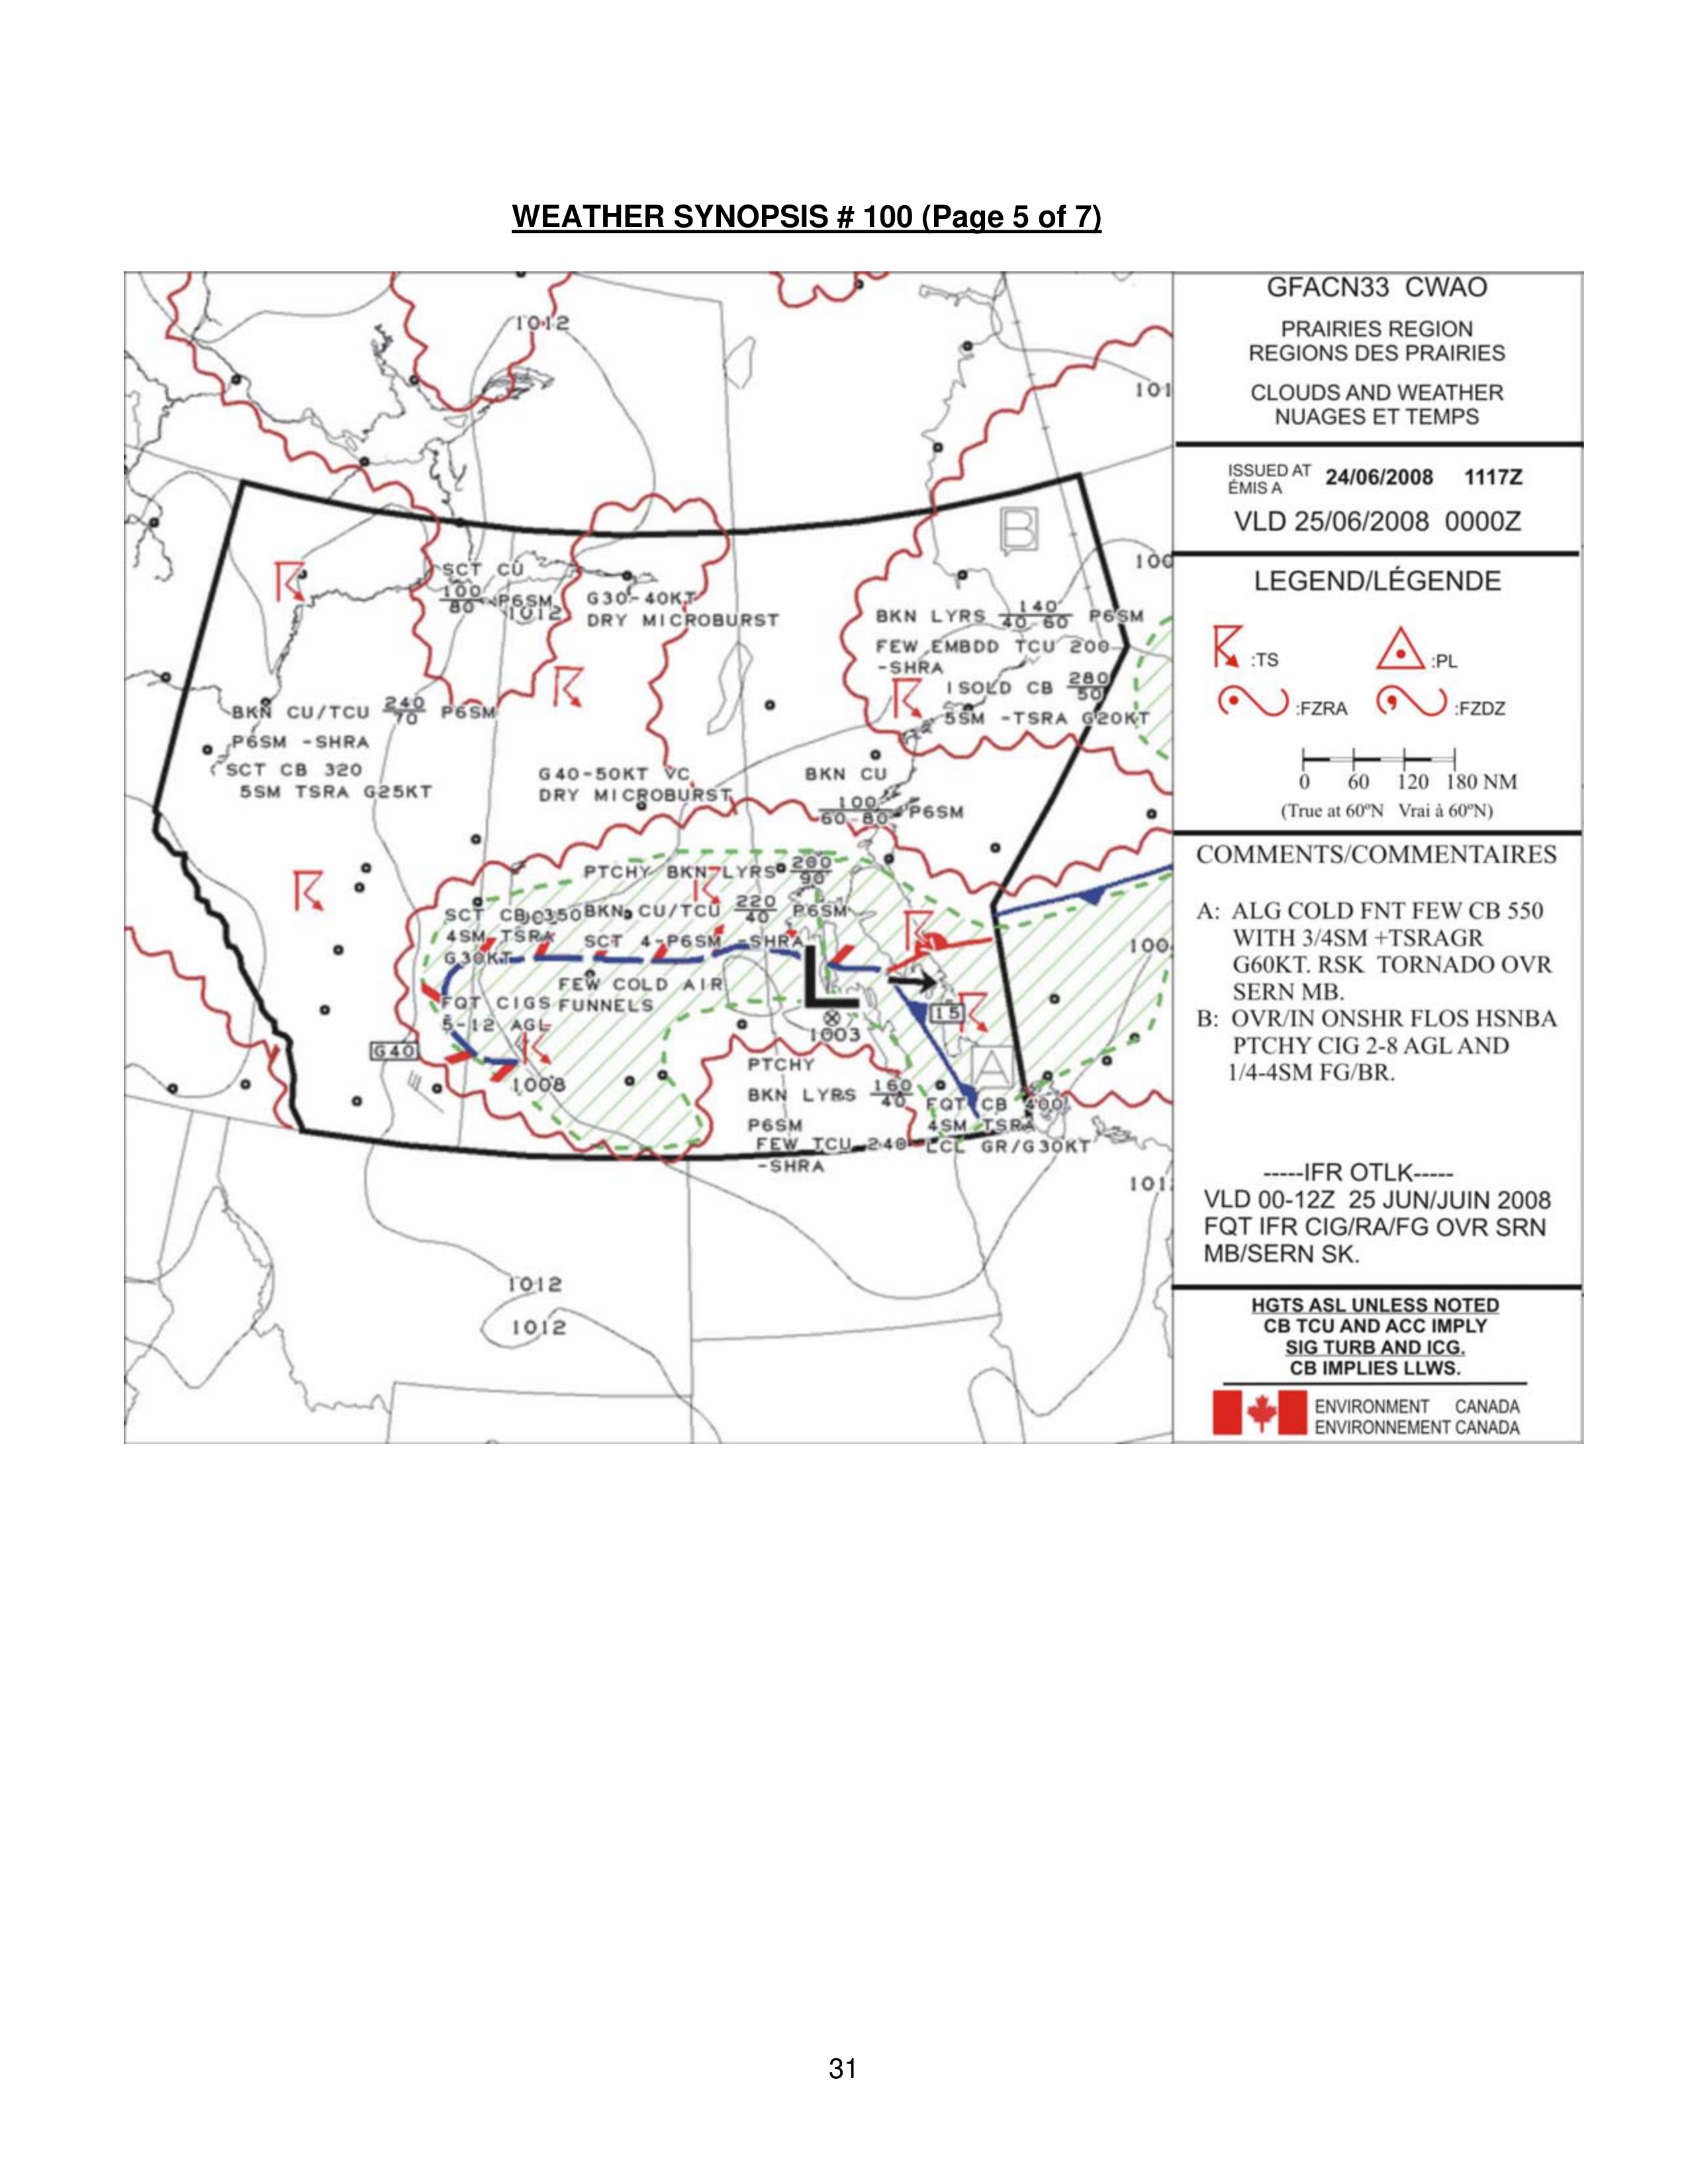 WEATHER SYNOPSIS # 100 (Page 5 of 7)
1012
SCT CU
100
80
P6SM
1012
G30-40KT
DRY MICROBURST
BKN LYRS 140 P6SM
40-60
FEW EMBDD TCU 200
-SHRA
ISOLD CB 280
50
5SM -TSRA G20KT
B
BKN CU/TCU 240 P6SM
70
P6SM -SHRA
SCT CB 320
5SM TSRA G25KT
G40-50KT VC
DRY MICROBURST
BKN CU
100 P6SM
60-80
PTCHY BKN LYRS 200
90
SCT CB 350
4SM TSRA
G30KT
BKN CU/TCU 220 P6SM
40
SCT 4-P6SM -SHRA
FEW COLD AIR
FUNNELS
FQT CIGS
5-12 AGL
G40
1008
L
1003
15
A
PTCHY
BKN LYRS 160
40
P6SM
FEW TCU 240
-SHRA
FQT CB 400
4SM TSRA
LCL GR/G30KT
101
100
100
101
1012
1012
GFACN33 CWAO
PRAIRIES REGION
REGIONS DES PRAIRIES
CLOUDS AND WEATHER
NUAGES ET TEMPS
ISSUED AT 24/06/2008 1117Z
ÉMIS A
VLD 25/06/2008 0000Z
LEGEND/LÉGENDE
:TS :PL
:FZRA :FZDZ
0 60 120 180 NM
(True at 60ºN Vrai à 60ºN)
COMMENTS/COMMENTAIRES
A: ALG COLD FNT FEW CB 550
WITH 3/4SM +TSRAGR
G60KT. RSK TORNADO OVR
SERN MB.
B: OVR/IN ONSHR FLOS HSNBA
PTCHY CIG 2-8 AGL AND
1/4-4SM FG/BR.
-----IFR OTLK-----
VLD 00-12Z 25 JUN/JUIN 2008
FQT IFR CIG/RA/FG OVR SRN
MB/SERN SK.
HGTS ASL UNLESS NOTED
CB TCU AND ACC IMPLY
SIG TURB AND ICG.
CB IMPLIES LLWS.
ENVIRONMENT CANADA
ENVIRONNEMENT CANADA
31